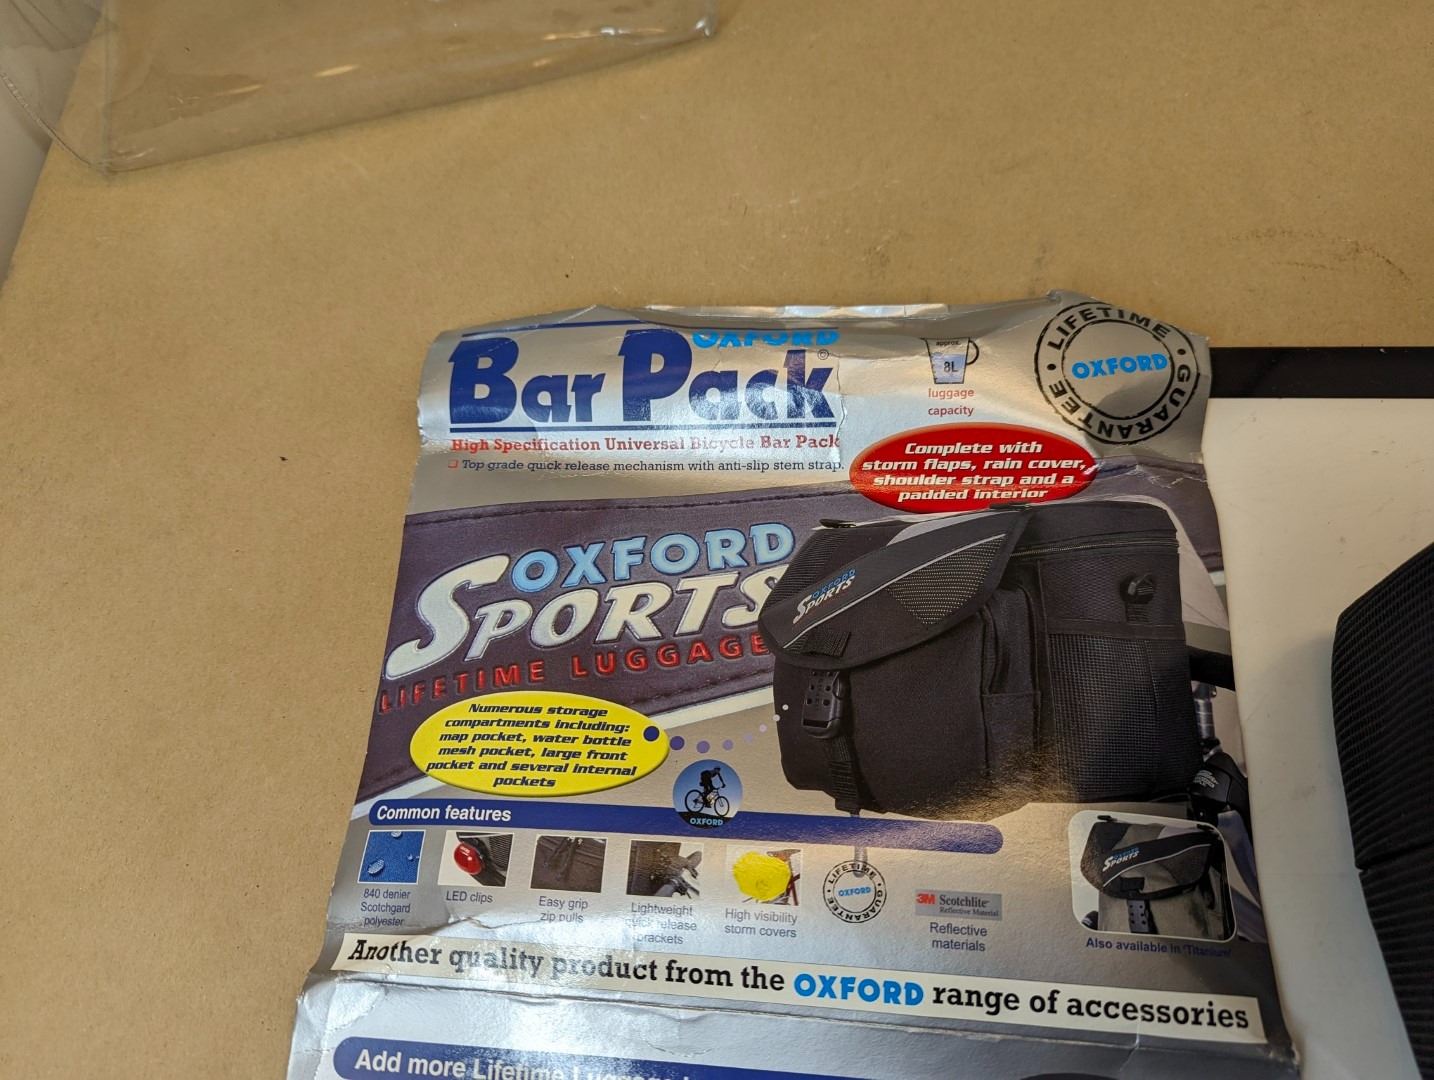 OXFORD
Bar Pack
©
High Specification Universal Bicycle Bar Pack
Top grade quick release mechanism with anti-slip stem strap.
approx.
8L
luggage
capacity
LIFETIME GUARANTEE
OXFORD
Complete with
storm flaps, rain cover,
shoulder strap and a
padded interior
OXFORD
SPORTS
LIFETIME LUGGAGE
OXFORD
SPORTS
Numerous storage
compartments including:
map pocket, water bottle
mesh pocket, large front
pocket and several internal
pockets
OXFORD
Common features
840 denier
Scotchgard
polyester
LED clips
Easy grip
zip pulls
Lightweight
quick release
brackets
High visibility
storm covers
LIFETIME GUARANTEE
OXFORD
3M Scotchlite
Reflective Material
Reflective
materials
OXFORD
SPORTS
Also available in 'Titanium'
Another quality product from the OXFORD range of accessories
Add more Lifetime Luggage